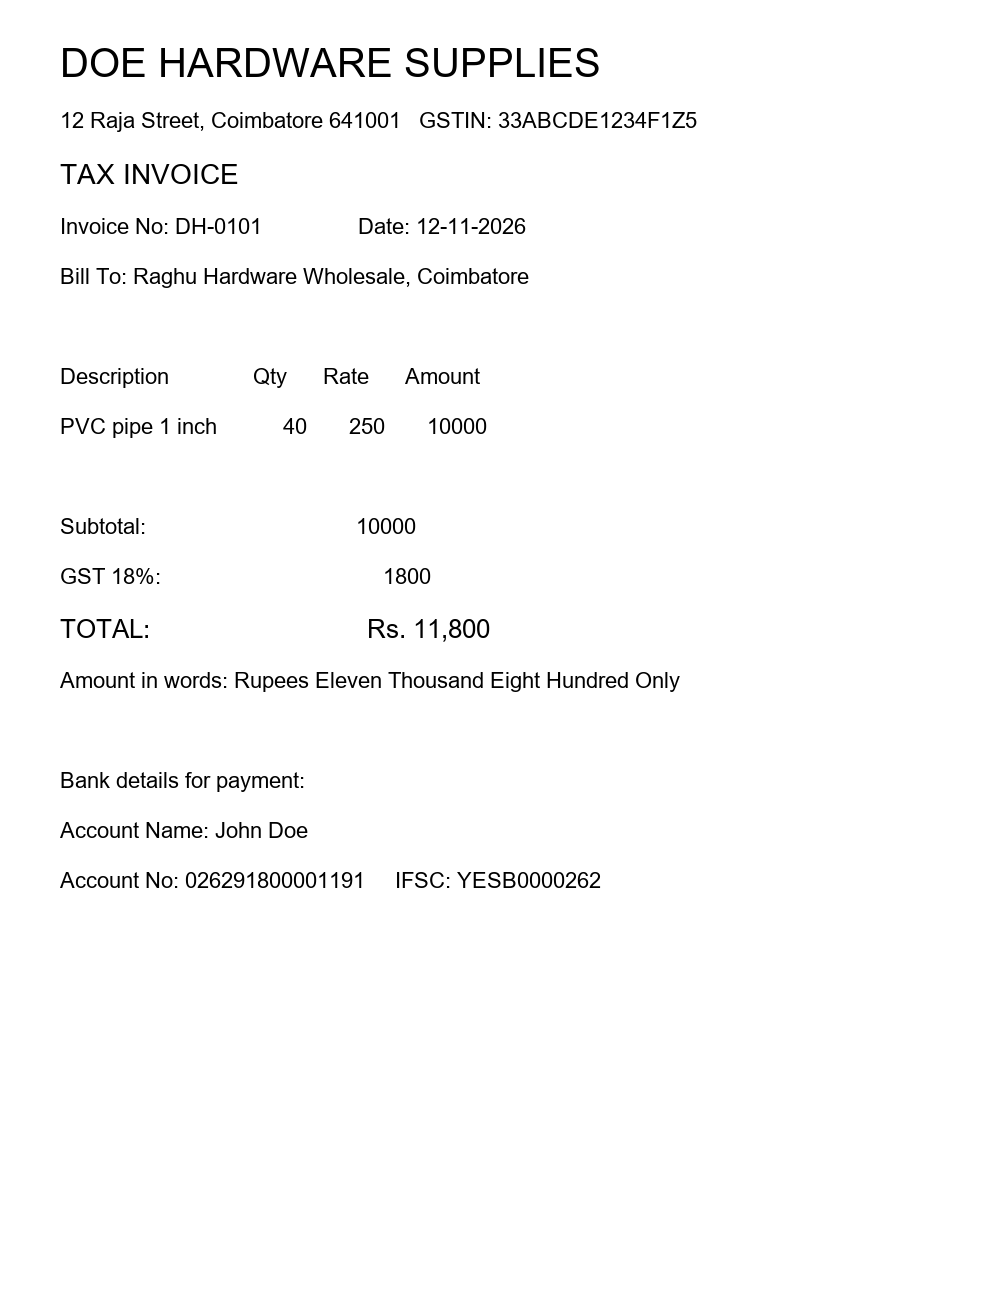 DOE HARDWARE SUPPLIES
12 Raja Street, Coimbatore 641001 GSTIN: 33ABCDE1234F1Z5
TAX INVOICE
Invoice No: DH-0101 Date: 12-11-2026
Bill To: Raghu Hardware Wholesale, Coimbatore
Description Qty Rate Amount
PVC pipe 1 inch 40 250 10000
Subtotal: 10000
GST 18%: 1800
TOTAL: Rs. 11,800
Amount in words: Rupees Eleven Thousand Eight Hundred Only
Bank details for payment:
Account Name: John Doe
Account No: 026291800001191 IFSC: YESB0000262